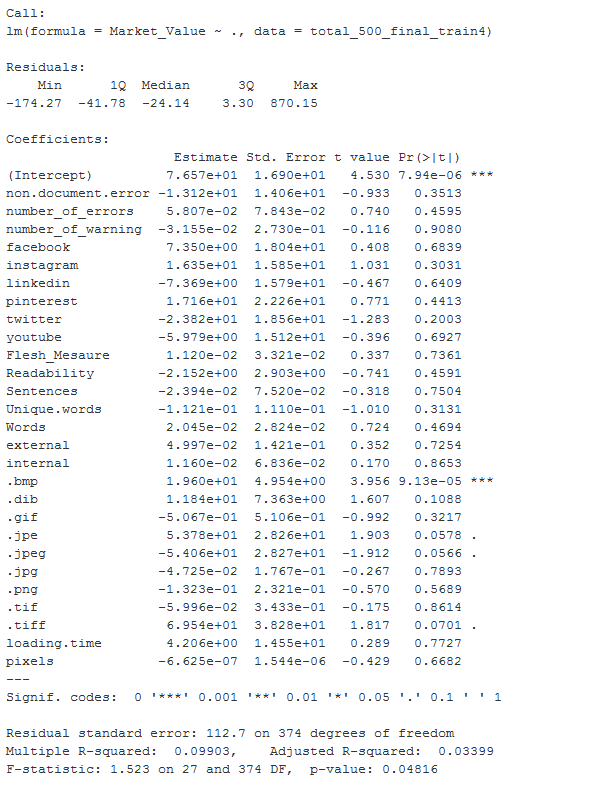 Call:
lm(formula = Market_Value ~ ., data = total_500_final_train4)

Residuals:
    Min      1Q  Median      3Q     Max
-174.27  -41.78  -24.14    3.30  870.15

Coefficients:
                     Estimate Std. Error t value Pr(>|t|)
(Intercept)         7.657e+01  1.690e+01   4.530 7.94e-06 ***
non.document.error -1.312e+01  1.406e+01  -0.933   0.3513
number_of_errors    5.807e-02  7.843e-02   0.740   0.4595
number_of_warning  -3.155e-02  2.730e-01  -0.116   0.9080
facebook            7.350e+00  1.804e+01   0.408   0.6839
instagram           1.635e+01  1.585e+01   1.031   0.3031
linkedin           -7.369e+00  1.579e+01  -0.467   0.6409
pinterest           1.716e+01  2.226e+01   0.771   0.4413
twitter            -2.382e+01  1.856e+01  -1.283   0.2003
youtube            -5.979e+00  1.512e+01  -0.396   0.6927
Flesh_Mesaure       1.120e-02  3.321e-02   0.337   0.7361
Readability        -2.152e+00  2.903e+00  -0.741   0.4591
Sentences          -2.394e-02  7.520e-02  -0.318   0.7504
Unique.words       -1.121e-01  1.110e-01  -1.010   0.3131
Words               2.045e-02  2.824e-02   0.724   0.4694
external            4.997e-02  1.421e-01   0.352   0.7254
internal            1.160e-02  6.836e-02   0.170   0.8653
.bmp                1.960e+01  4.954e+00   3.956 9.13e-05 ***
.dib                1.184e+01  7.363e+00   1.607   0.1088
.gif               -5.067e-01  5.106e-01  -0.992   0.3217
.jpe                5.378e+01  2.826e+01   1.903   0.0578 .
.jpeg              -5.406e+01  2.827e+01  -1.912   0.0566 .
.jpg               -4.725e-02  1.767e-01  -0.267   0.7893
.png               -1.323e-01  2.321e-01  -0.570   0.5689
.tif               -5.996e-02  3.433e-01  -0.175   0.8614
.tiff               6.954e+01  3.828e+01   1.817   0.0701 .
loading.time        4.206e+00  1.455e+01   0.289   0.7727
pixels             -6.625e-07  1.544e-06  -0.429   0.6682
---
Signif. codes:  0 '***' 0.001 '**' 0.01 '*' 0.05 '.' 0.1 ' ' 1

Residual standard error: 112.7 on 374 degrees of freedom
Multiple R-squared:  0.09903,    Adjusted R-squared:  0.03399
F-statistic: 1.523 on 27 and 374 DF,  p-value: 0.04816